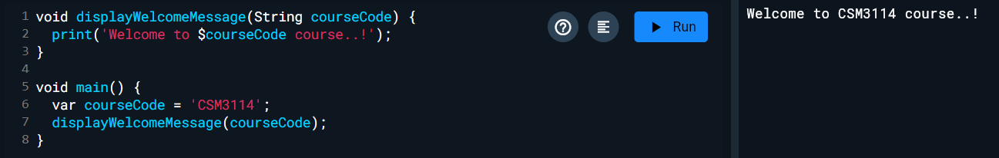 1 void displayWelcomeMessage(String courseCode) {
2   print('Welcome to $courseCode course..!');
3 }
4
5 void main() {
6   var courseCode = 'CSM3114';
7   displayWelcomeMessage(courseCode);
8 }
Run
Welcome to CSM3114 course..!